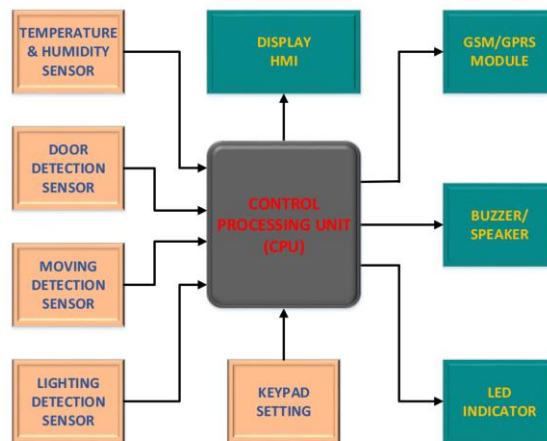 TEMPERATURE
& HUMIDITY
SENSOR
DISPLAY
HMI
GSM/GPRS
MODULE
DOOR
DETECTION
SENSOR
CONTROL
PROCESSING UNIT
(CPU)
BUZZER/
SPEAKER
MOVING
DETECTION
SENSOR
LIGHTING
DETECTION
SENSOR
KEYPAD
SETTING
LED
INDICATOR